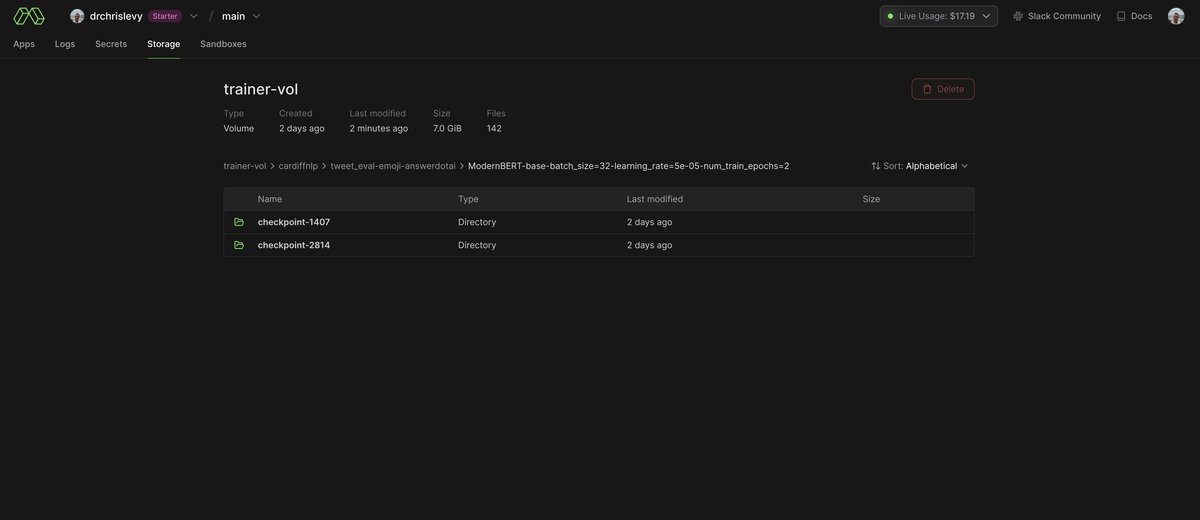 drchrislevy Starter / main Live Usage: $17.19 Slack Community Docs
Apps Logs Secrets Storage Sandboxes
trainer-vol Delete
Type Created Last modified Size Files
Volume 2 days ago 2 minutes ago 7.0 GiB 142
trainer-vol > cardiffnlp > tweet_eval-emoji-answerdotai > ModernBERT-base-batch_size=32-learning_rate=5e-05-num_train_epochs=2 Sort: Alphabetical
Name Type Last modified Size
checkpoint-1407 Directory 2 days ago
checkpoint-2814 Directory 2 days ago